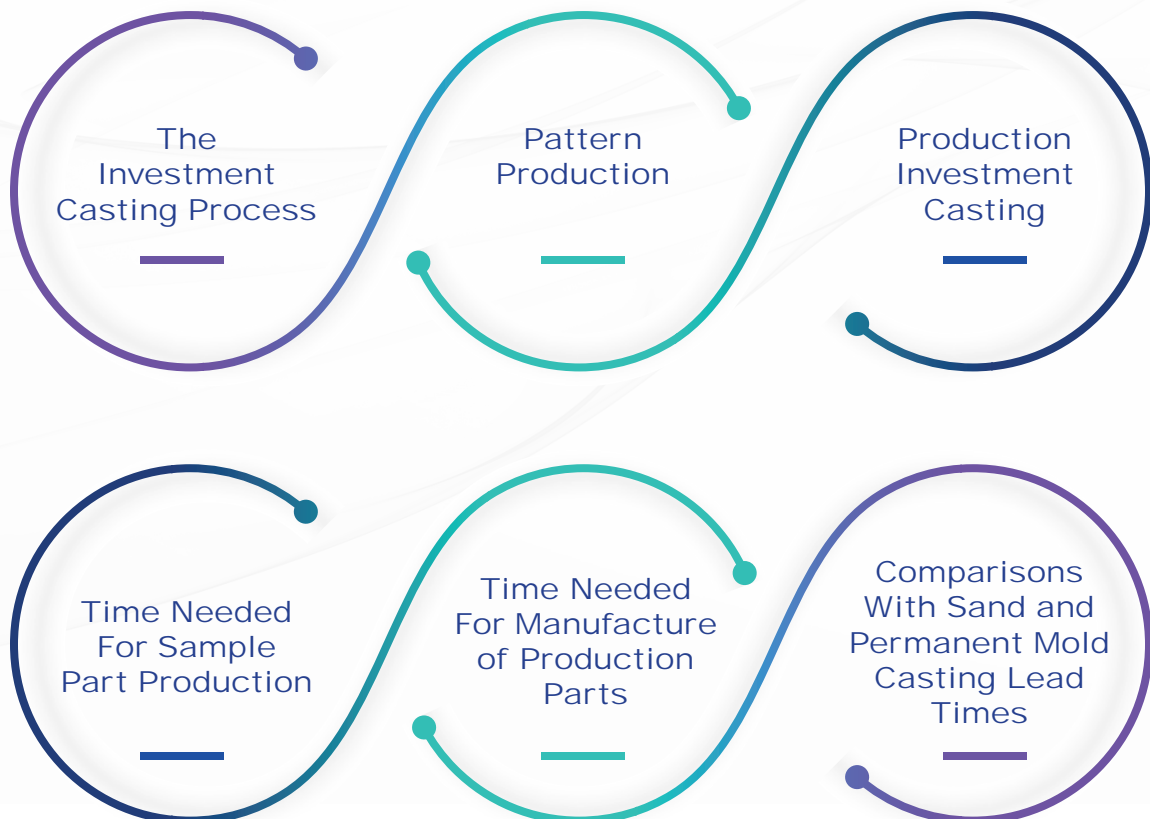 The
Investment
Casting Process
Pattern
Production
Production
Investment
Casting
Time Needed
For Sample
Part Production
Time Needed
For Manufacture
of Production
Parts
Comparisons
With Sand and
Permanent Mold
Casting Lead
Times